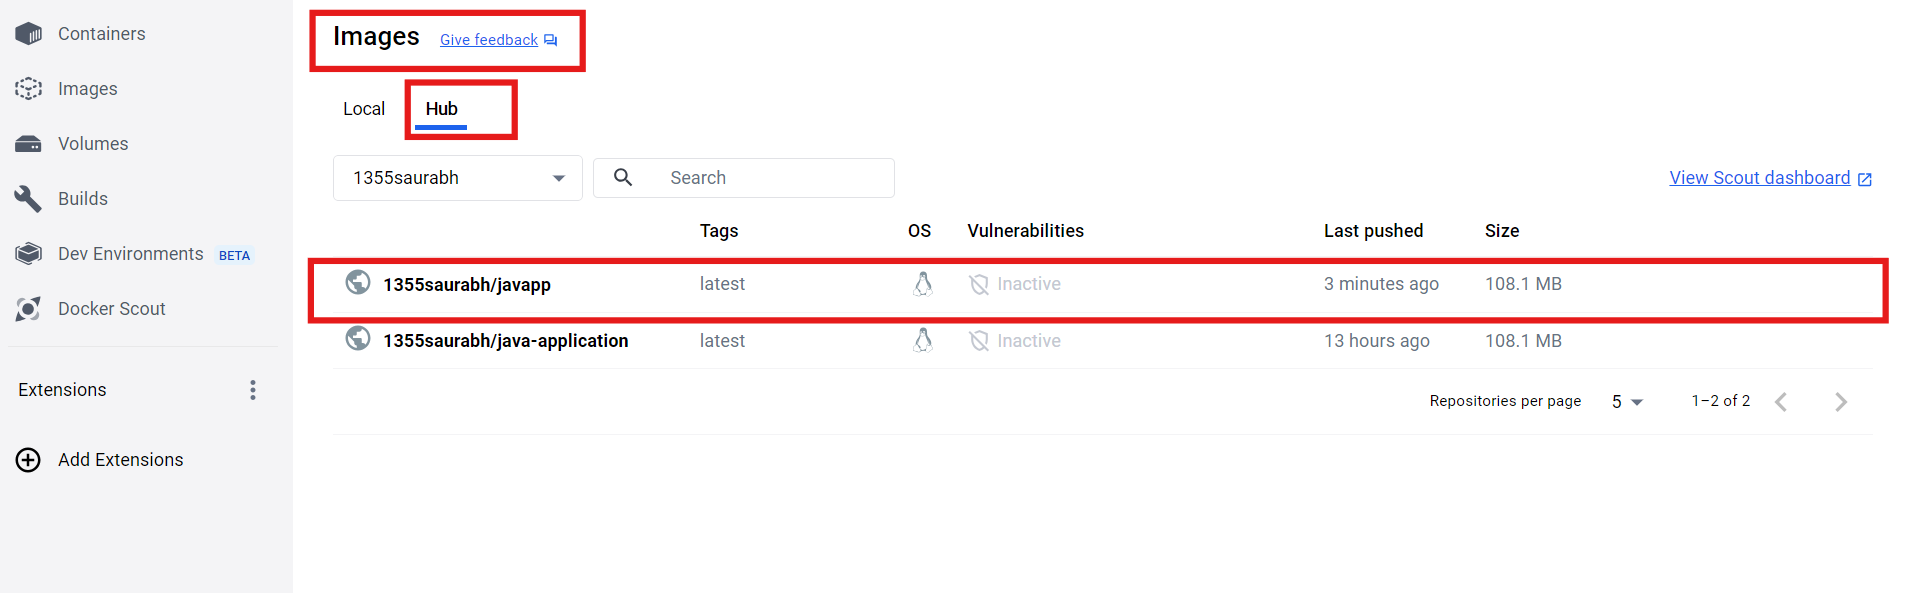 Containers
Images
Volumes
Builds
Dev Environments BETA
Docker Scout
Extensions
Add Extensions
Images Give feedback
Local Hub
1355saurabh Search View Scout dashboard
Tags OS Vulnerabilities Last pushed Size
1355saurabh/javapp latest Inactive 3 minutes ago 108.1 MB
1355saurabh/java-application latest Inactive 13 hours ago 108.1 MB
Repositories per page 5 1–2 of 2